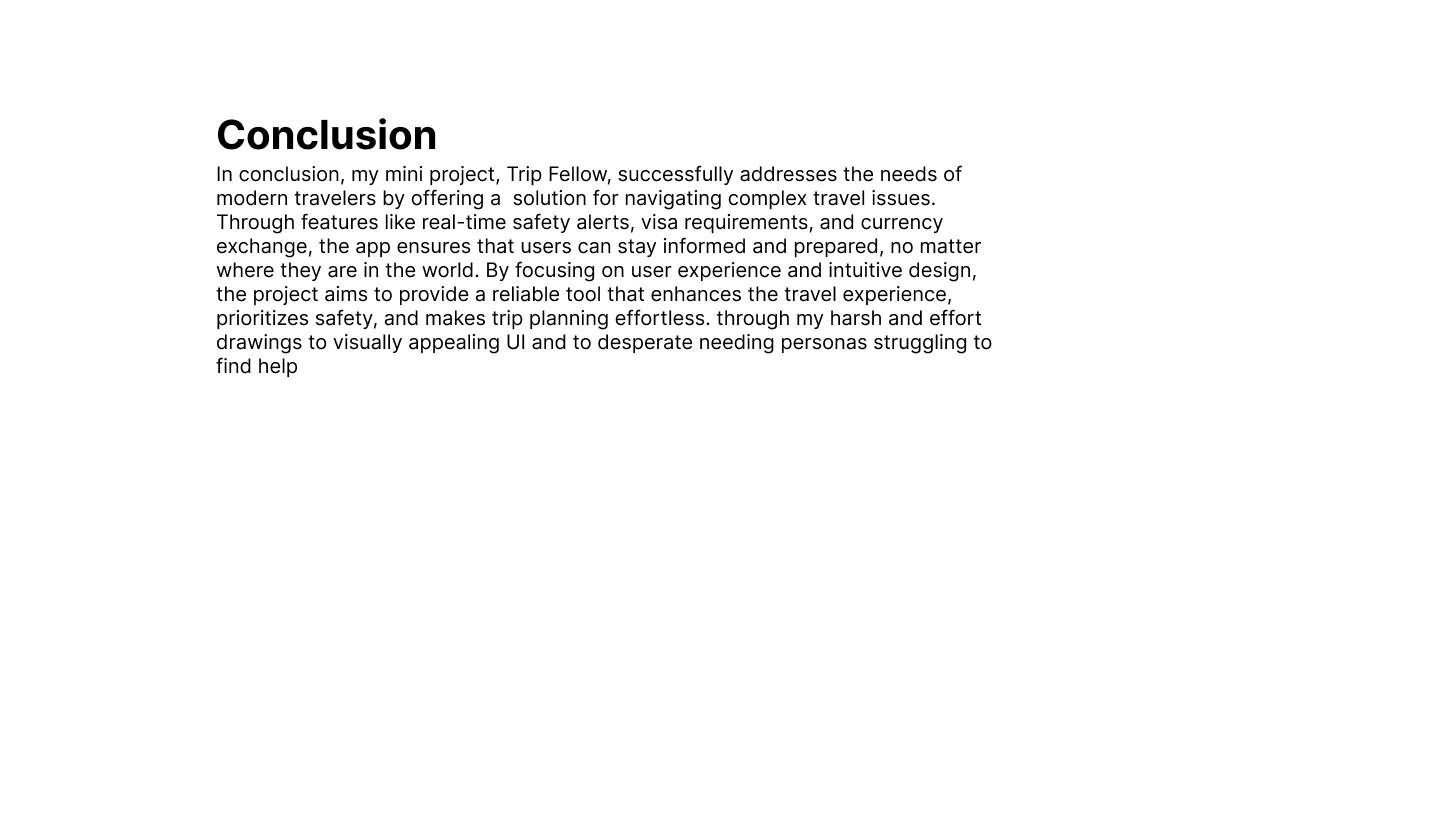 Conclusion
In conclusion, my mini project, Trip Fellow, successfully addresses the needs of
modern travelers by offering a  solution for navigating complex travel issues.
Through features like real-time safety alerts, visa requirements, and currency
exchange, the app ensures that users can stay informed and prepared, no matter
where they are in the world. By focusing on user experience and intuitive design,
the project aims to provide a reliable tool that enhances the travel experience,
prioritizes safety, and makes trip planning effortless. through my harsh and effort
drawings to visually appealing UI and to desperate needing personas struggling to
find help